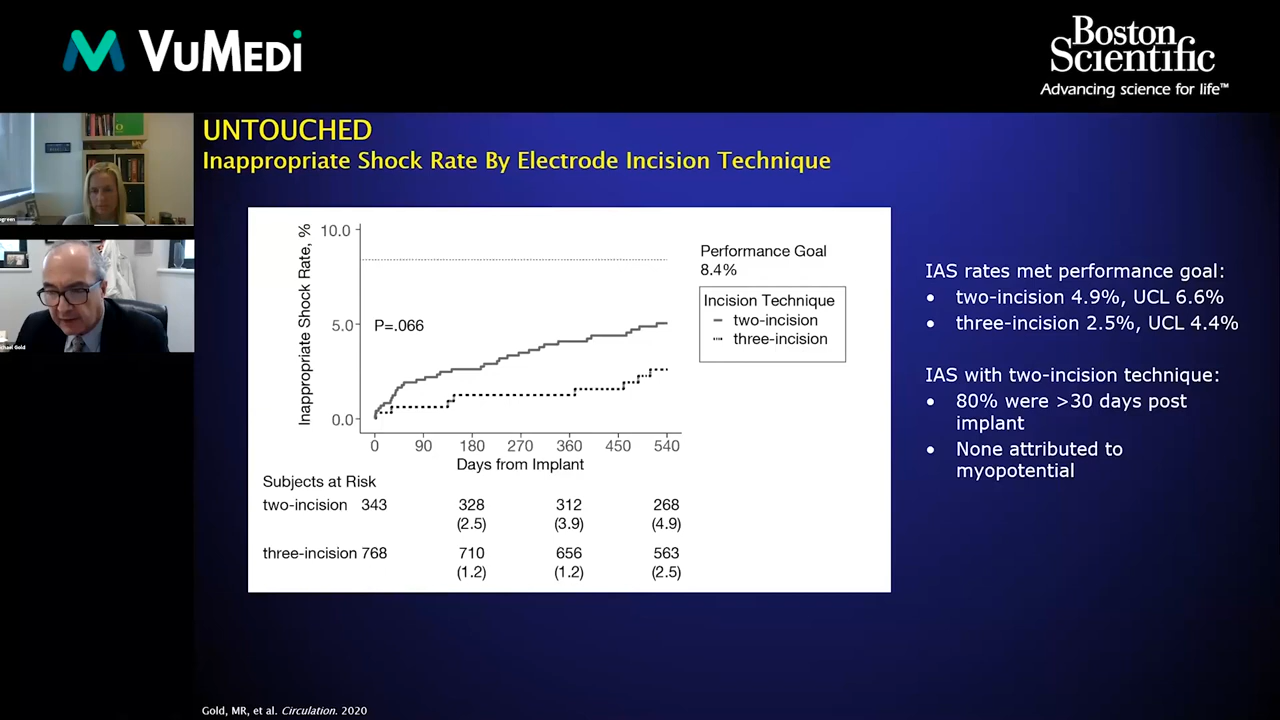 VUMEDI
Boston
Scientific
Advancing science for life™
UNTOUCHED
Inappropriate Shock Rate By Electrode Incision Technique
Inappropriate Shock Rate, %
10.0
5.0
0.0
P=.066
0 90 180 270 360 450 540
Days from Implant
Performance Goal
8.4%
Incision Technique
two-incision
three-incision
Subjects at Risk
two-incision 343 328 312 268
(2.5) (3.9) (4.9)
three-incision 768 710 656 563
(1.2) (1.2) (2.5)
IAS rates met performance goal:
• two-incision 4.9%, UCL 6.6%
• three-incision 2.5%, UCL 4.4%
IAS with two-incision technique:
• 80% were >30 days post
implant
• None attributed to
myopotential
Gold, MR, et al. Circulation. 2020